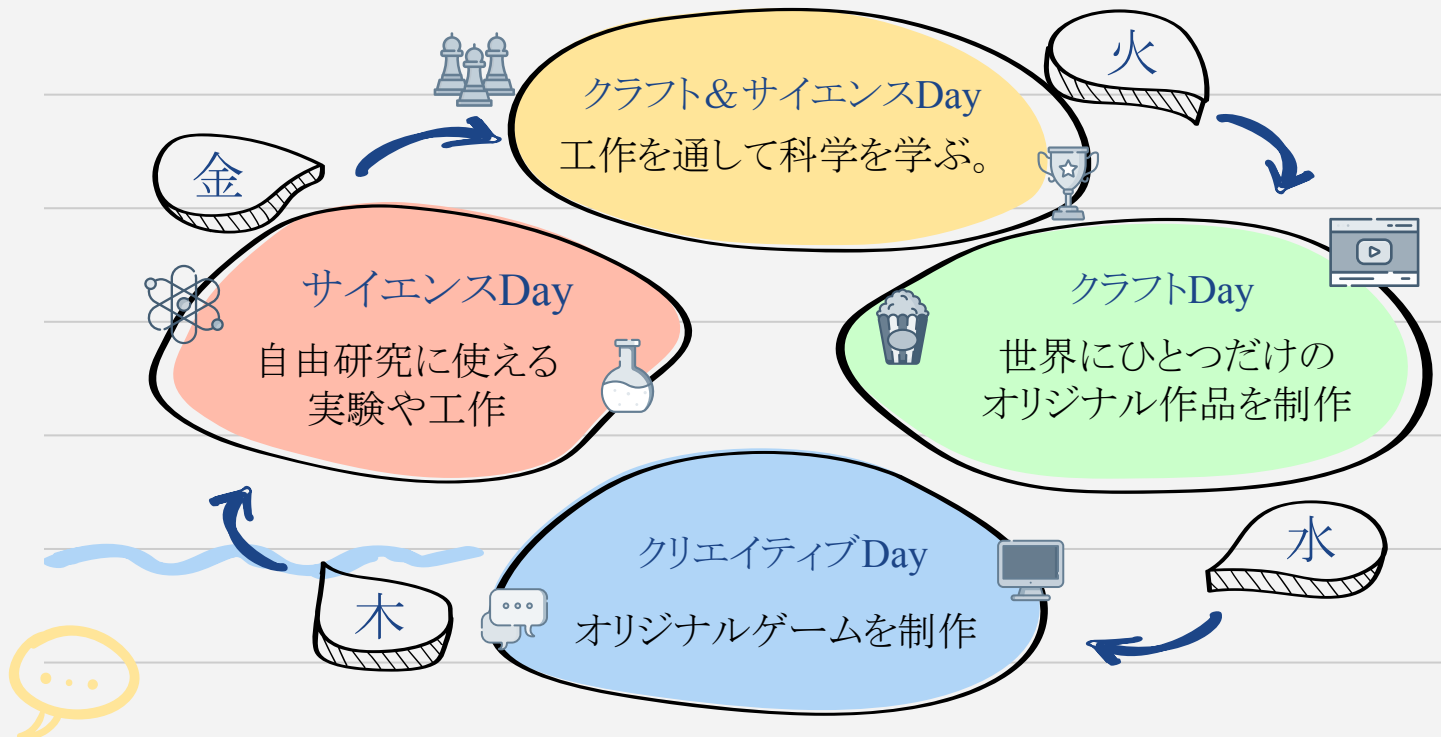 クラフト＆サイエンスDay
工作を通して科学を学ぶ。
火
クラフトDay
世界にひとつだけの
オリジナル作品を制作
水
クリエイティブDay
オリジナルゲームを制作
木
サイエンスDay
自由研究に使える
実験や工作
金